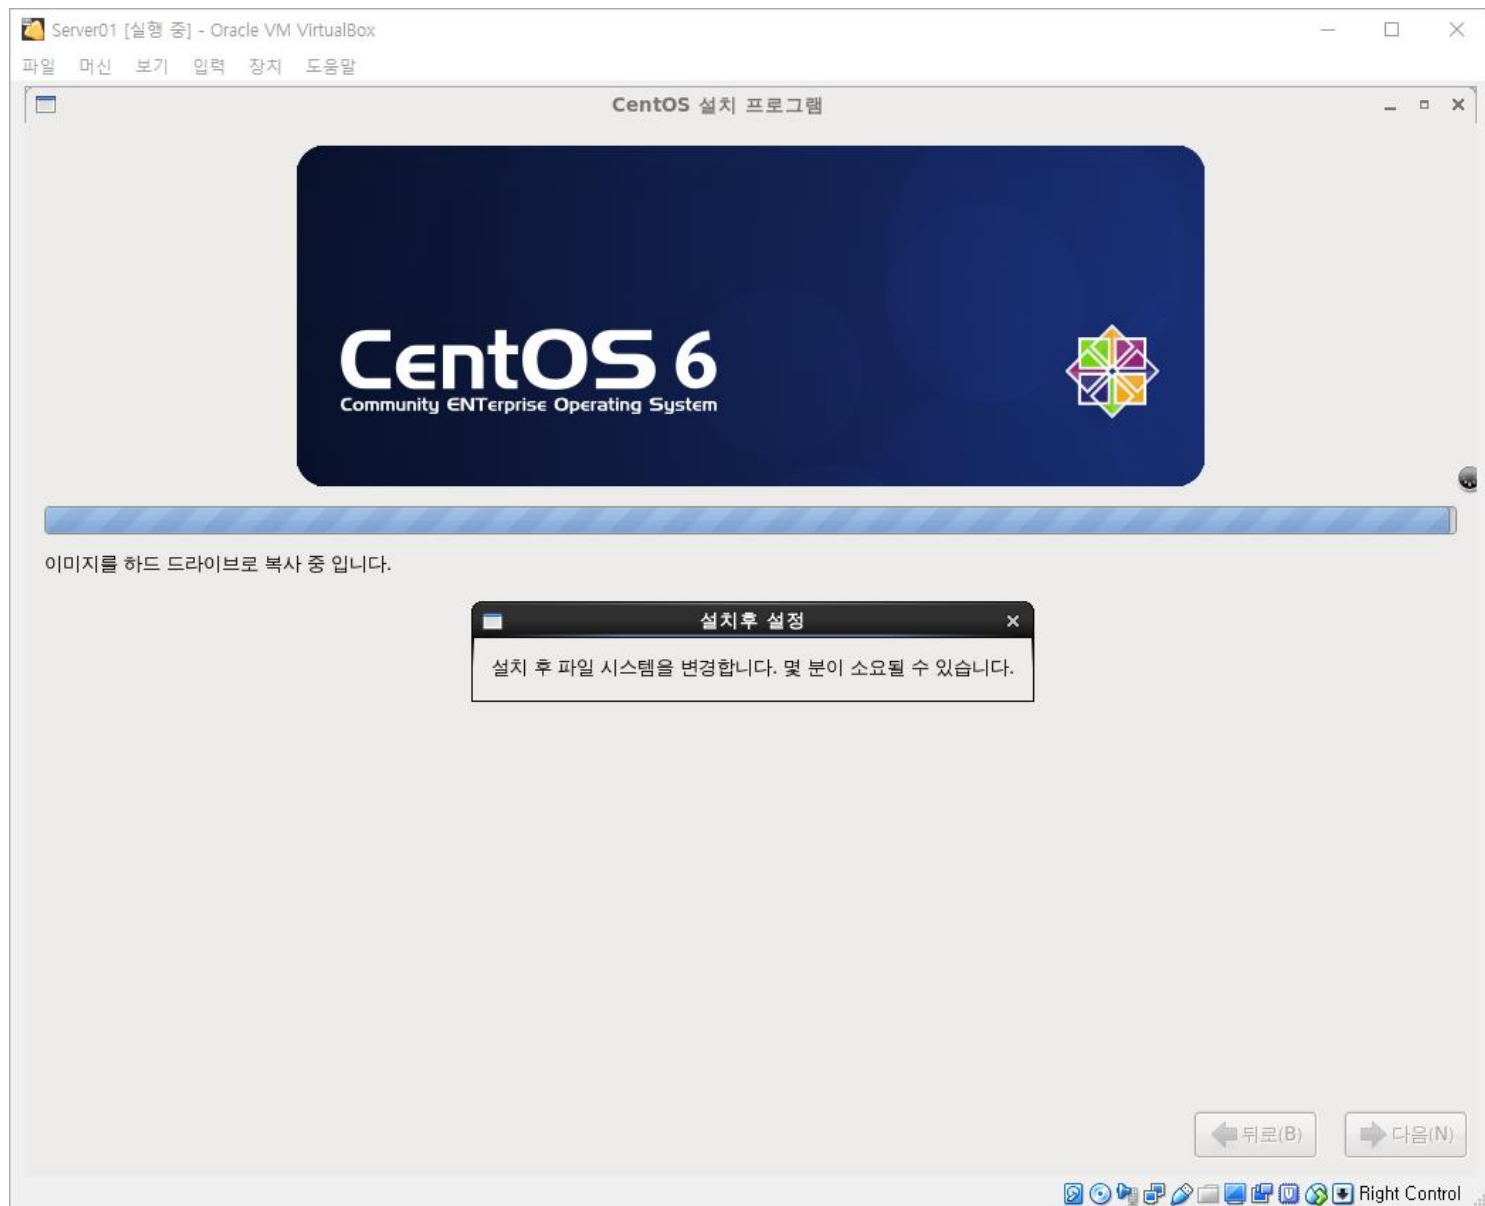 Server01 [실행 중] - Oracle VM VirtualBox
파일 머신 보기 입력 장치 도움말
CentOS 설치 프로그램
CentOS 6
Community ENTerprise Operating System
이미지를 하드 드라이브로 복사 중 입니다.
설치후 설정
설치 후 파일 시스템을 변경합니다. 몇 분이 소요될 수 있습니다.
뒤로(B) 다음(N)
Right Control